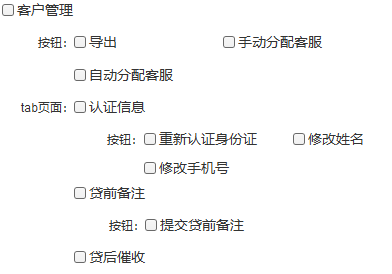 客户管理
按钮： 导出 手动分配客服
自动分配客服
tab页面： 认证信息
按钮： 重新认证身份证 修改姓名
修改手机号
贷前备注
按钮： 提交贷前备注
贷后催收